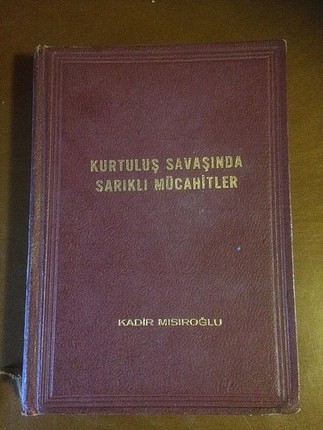 KURTULUŞ SAVAŞINDA
SARIKLI MÜCAHİTLER
KADİR MISIROĞLU